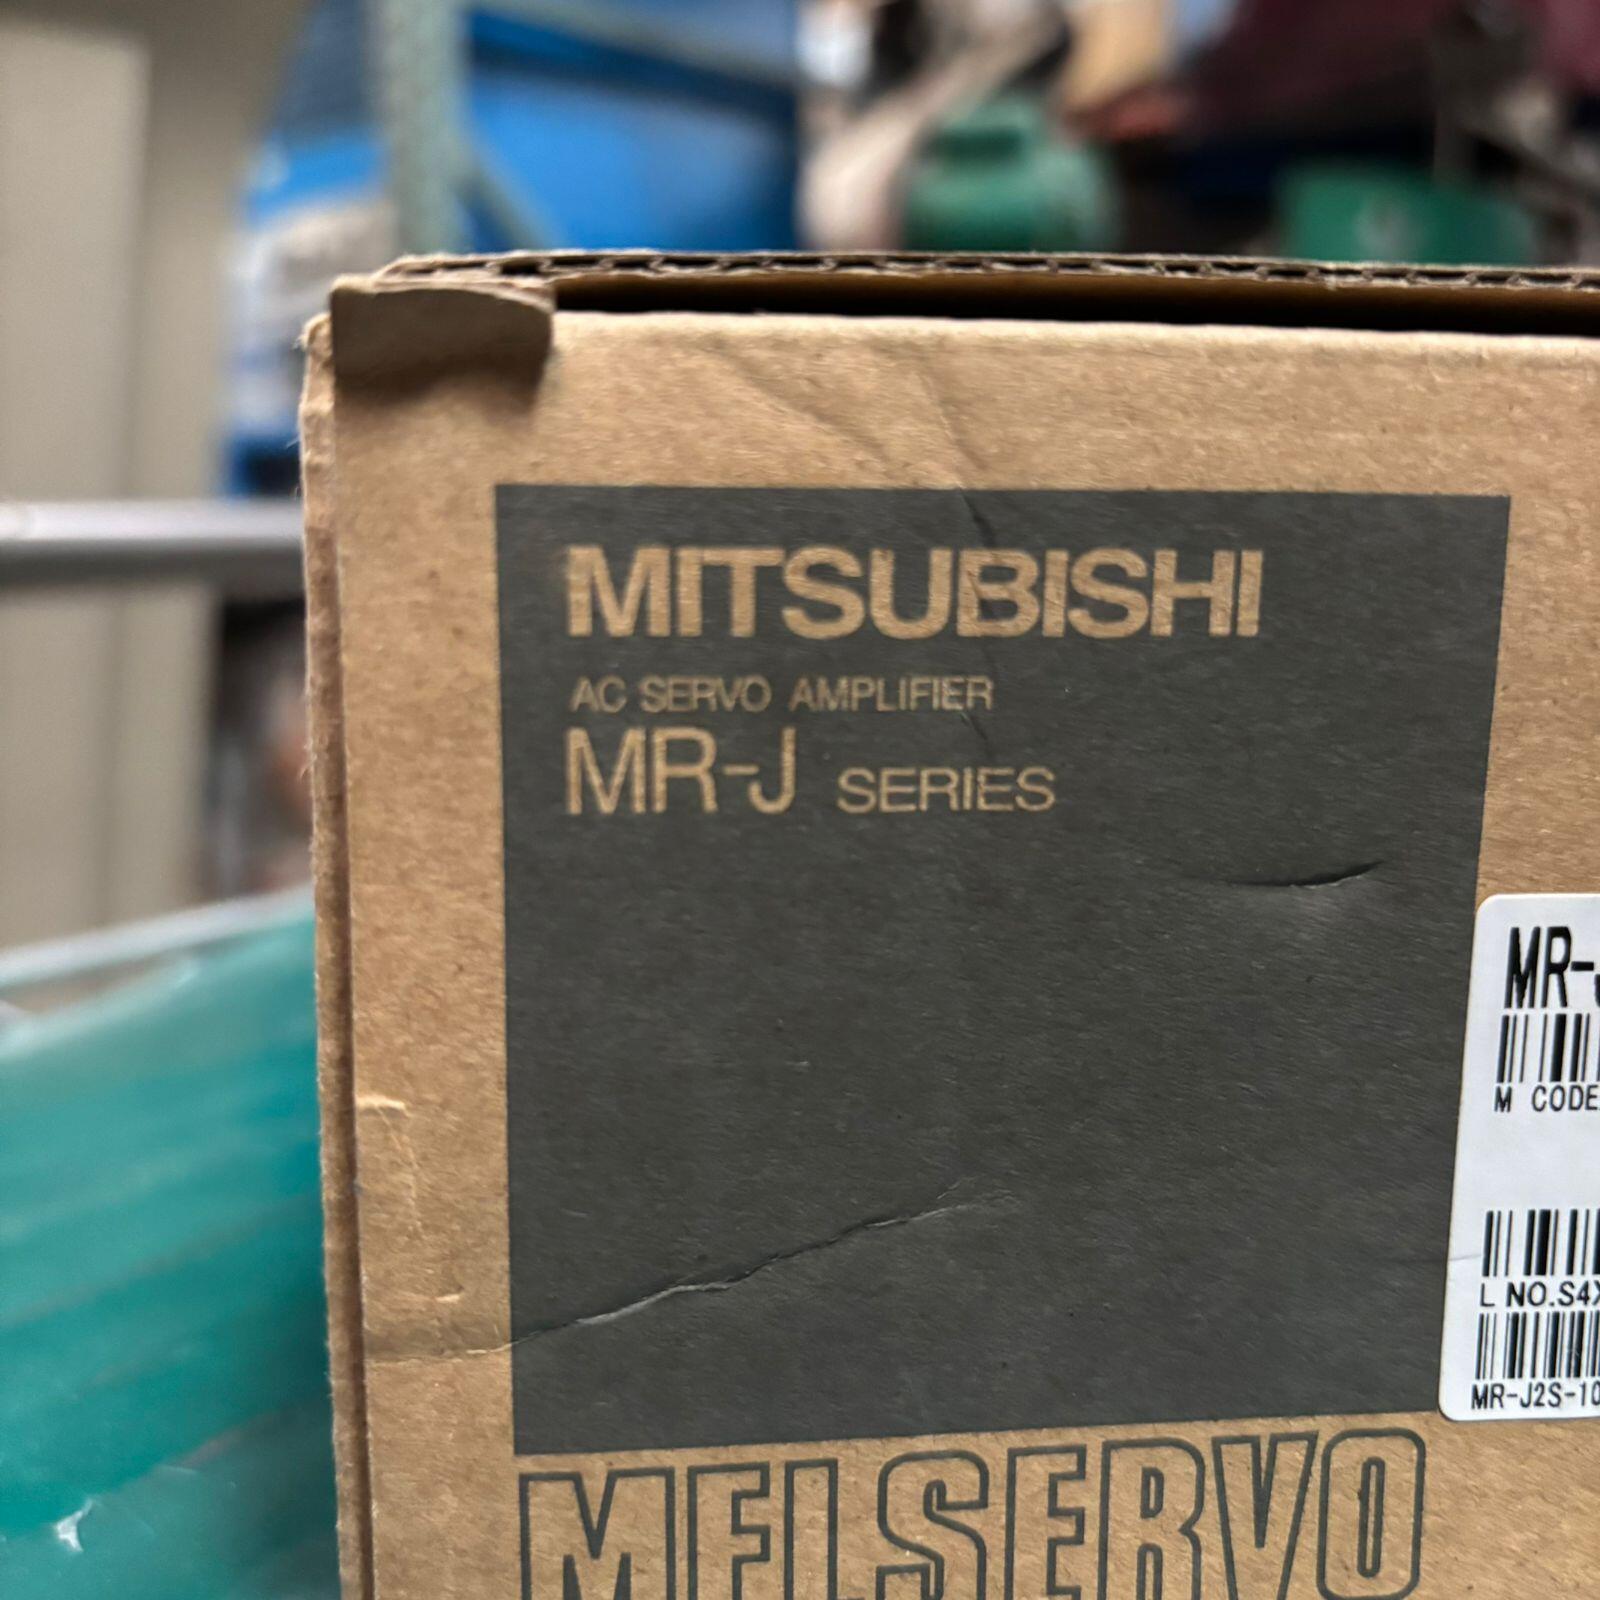 MITSUBISHI
AC SERVO AMPLIFIER
MR-J SERIES
MR-J
M CODE
L NO.S4X
MR-J2S-10
MELSERVO